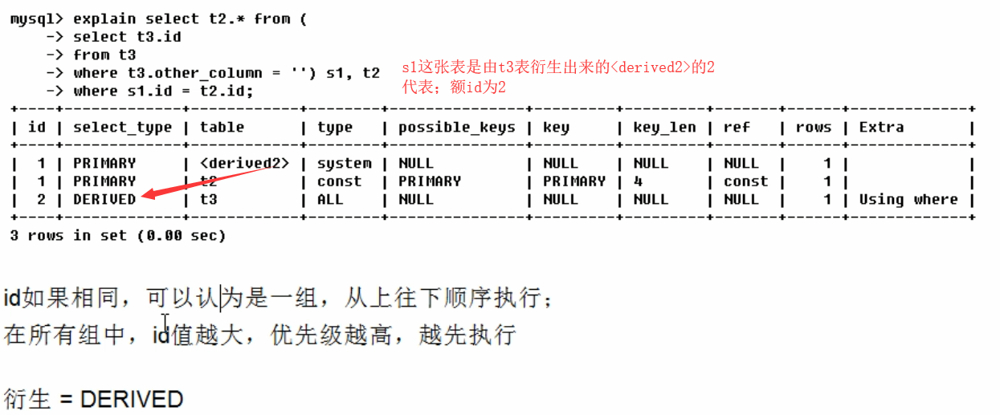 mysql> explain select t2.* from (
-> select t3.id
-> from t3
-> where t3.other_column = '') s1, t2
-> where s1.id = t2.id;
s1这张表是由t3表衍生出来的<derived2>的2
代表；额id为2
+----+-------------+------------+--------+---------------+---------+---------+-------+------+-------------+
| id | select_type | table | type | possible_keys | key | key_len | ref | rows | Extra |
+----+-------------+------------+--------+---------------+---------+---------+-------+------+-------------+
| 1 | PRIMARY | <derived2> | system | NULL | NULL | NULL | NULL | 1 | |
| 1 | PRIMARY | t2 | const | PRIMARY | PRIMARY | 4 | const | 1 | |
| 2 | DERIVED | t3 | ALL | NULL | NULL | NULL | NULL | 1 | Using where |
+----+-------------+------------+--------+---------------+---------+---------+-------+------+-------------+
3 rows in set (0.00 sec)
id如果相同，可以认为是一组，从上往下顺序执行；
在所有组中，id值越大，优先级越高，越先执行
衍生 = DERIVED